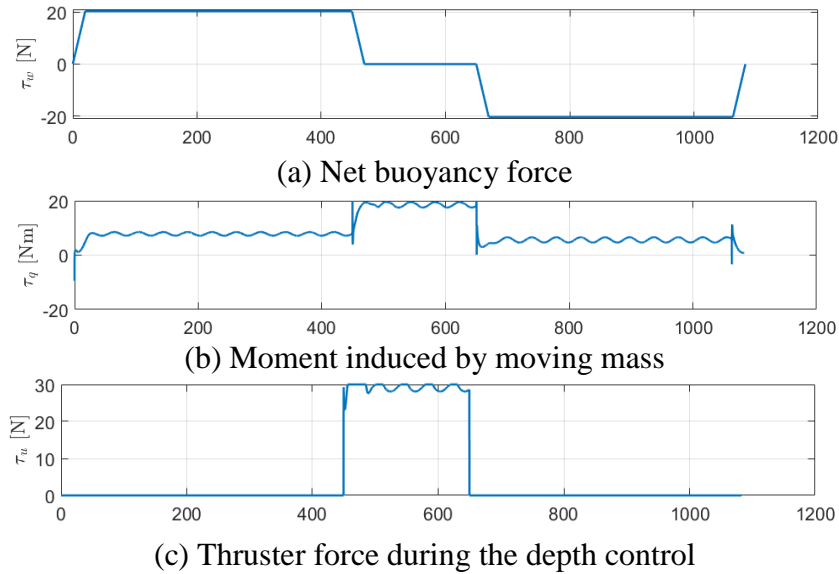 20
0
-20
τw [N]
0 200 400 600 800 1000 1200
(a) Net buoyancy force
20
0
-20
τq [Nm]
0 200 400 600 800 1000 1200
(b) Moment induced by moving mass
30
20
10
0
τu [N]
0 200 400 600 800 1000 1200
(c) Thruster force during the depth control